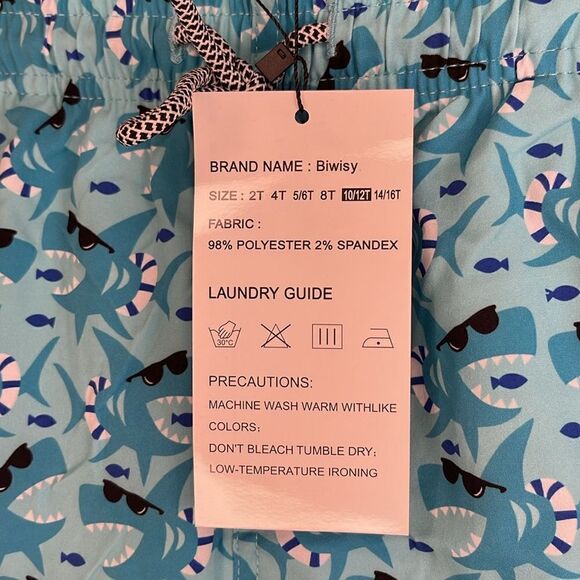 BRAND NAME : Biwisy
SIZE : 2T 4T 5/6T 8T 10/12T 14/16T
FABRIC :
98% POLYESTER 2% SPANDEX
LAUNDRY GUIDE
30°C
PRECAUTIONS:
MACHINE WASH WARM WITHLIKE
COLORS;
DON'T BLEACH TUMBLE DRY;
LOW-TEMPERATURE IRONING